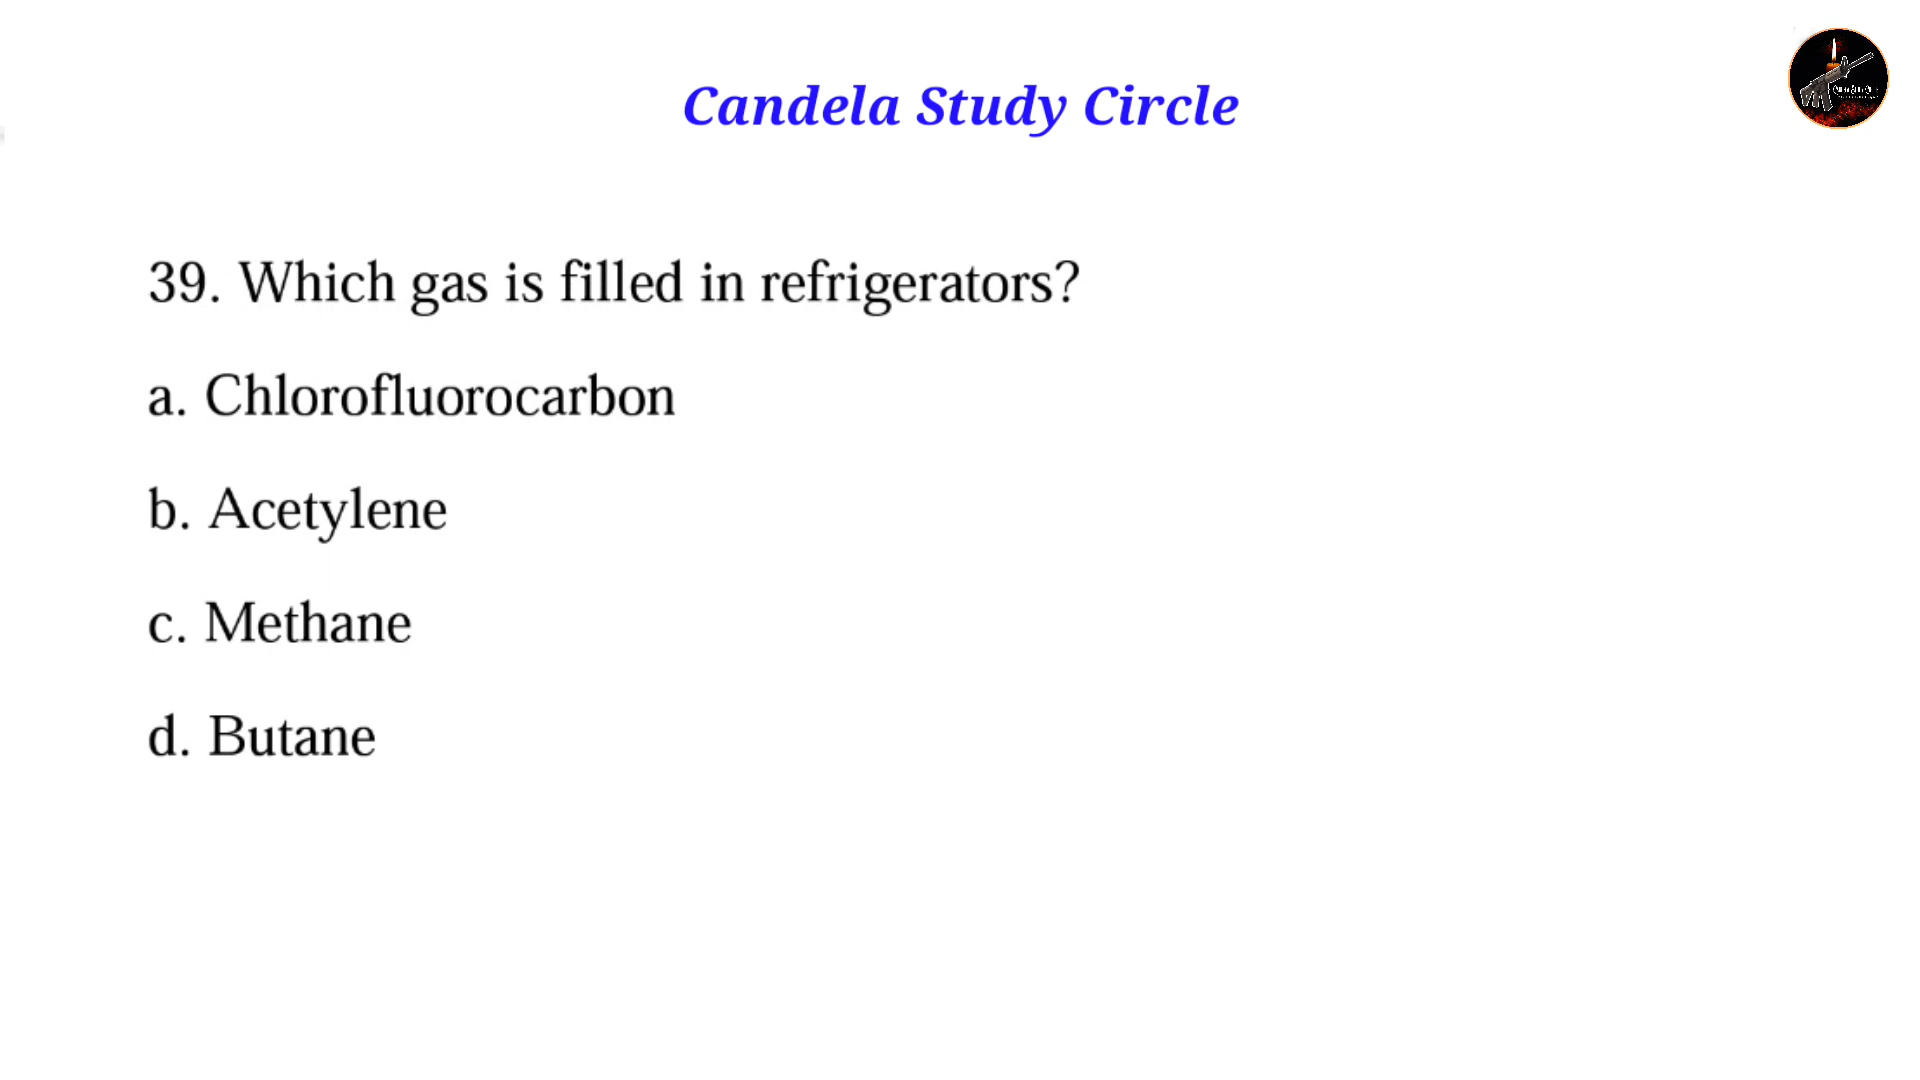 Candela Study Circle
39. Which gas is filled in refrigerators?
a. Chlorofluorocarbon
b. Acetylene
c. Methane
d. Butane